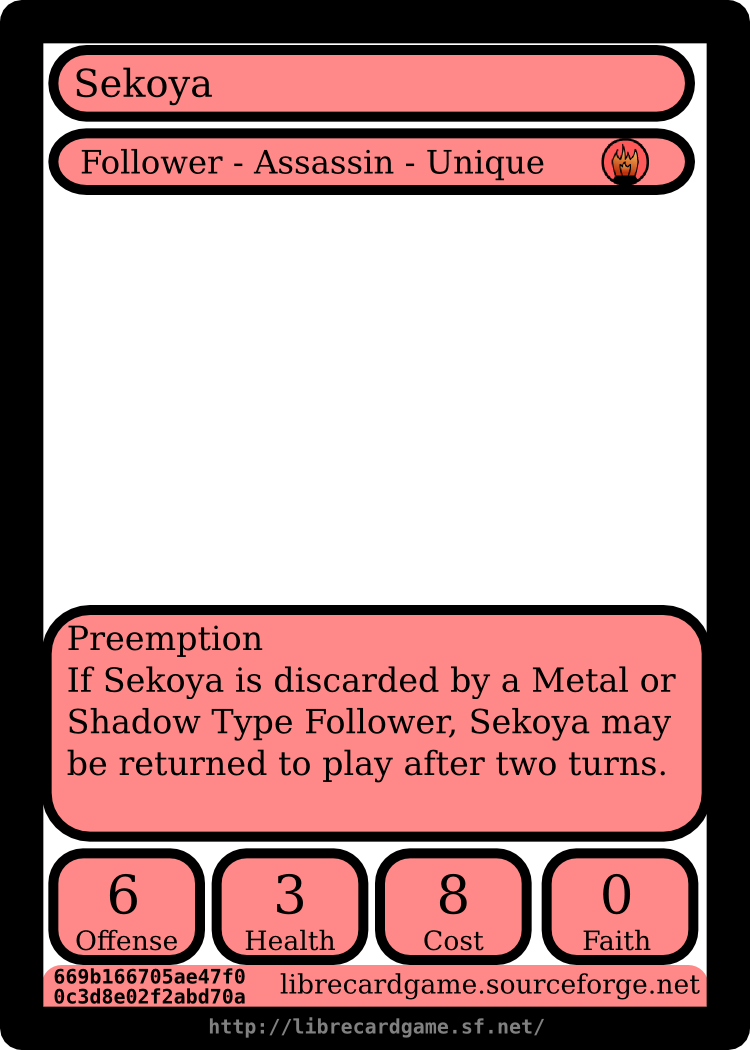 Sekoya
Follower - Assassin - Unique
Preemption
If Sekoya is discarded by a Metal or
Shadow Type Follower, Sekoya may
be returned to play after two turns.
6
Offense
3
Health
8
Cost
0
Faith
669b166705ae47f0
0c3d8e02f2abd70a
librecardgame.sourceforge.net
http://librecardgame.sf.net/